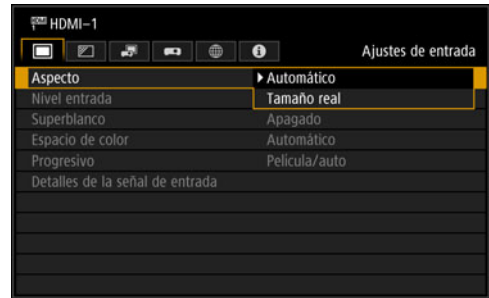 HDMI-1
Ajustes de entrada
Aspecto Automático
Nivel entrada Tamaño real
Superblanco Apagado
Espacio de color Automático
Progresivo Película/auto
Detalles de la señal de entrada